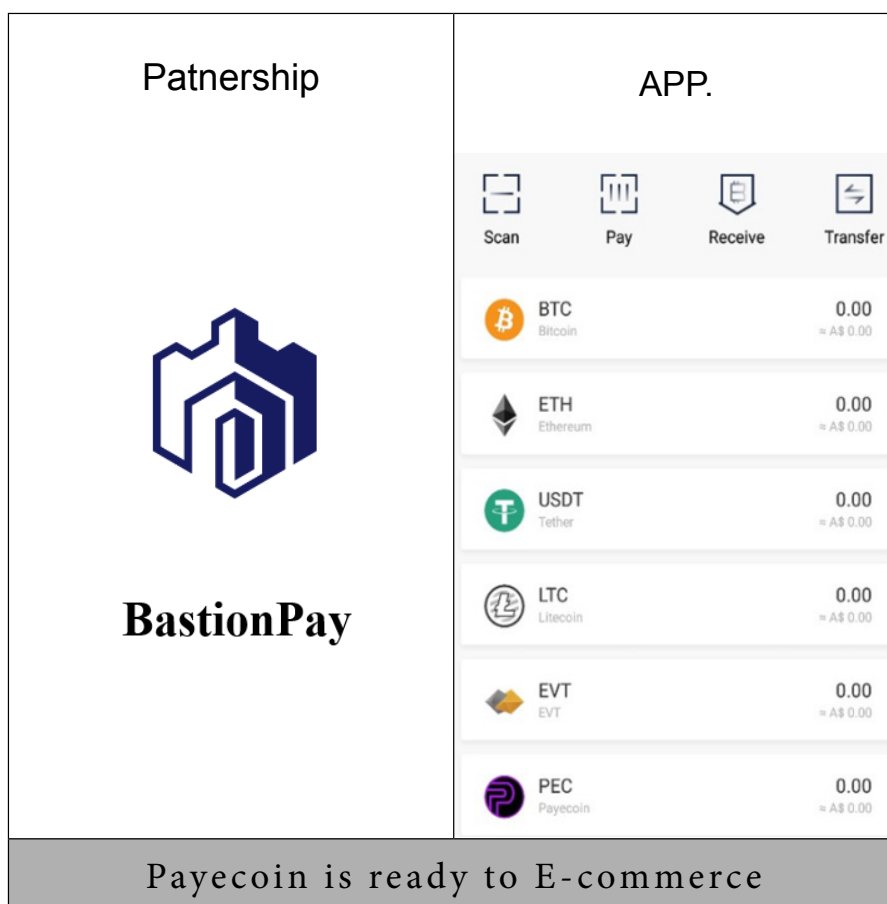 Patnership
BastionPay
APP.
Scan Pay Receive Transfer
BTC 0.00
Bitcoin ≈ A$ 0.00
ETH 0.00
Ethereum ≈ A$ 0.00
USDT 0.00
Tether ≈ A$ 0.00
LTC 0.00
Litecoin ≈ A$ 0.00
EVT 0.00
EVT ≈ A$ 0.00
PEC 0.00
Payecoin ≈ A$ 0.00
Payecoin is ready to E-commerce